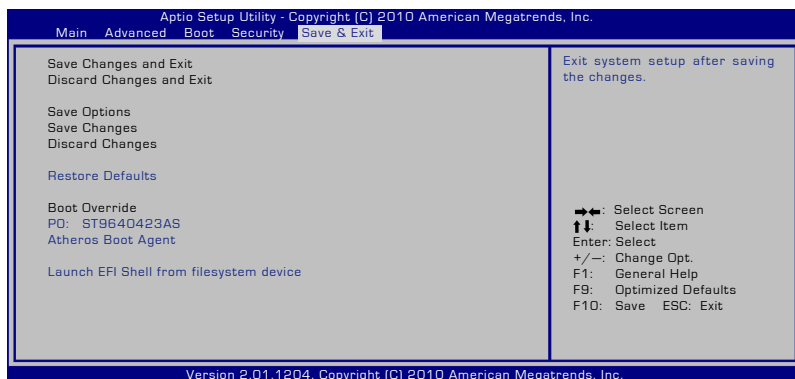 Aptio Setup Utility - Copyright (C) 2010 American Megatrends, Inc.
Main Advanced Boot Security Save & Exit
Save Changes and Exit
Discard Changes and Exit
Save Options
Save Changes
Discard Changes
Restore Defaults
Boot Override
P0: ST9640423AS
Atheros Boot Agent
Launch EFI Shell from filesystem device
Exit system setup after saving
the changes.
→←: Select Screen
↑↓: Select Item
Enter: Select
+/—: Change Opt.
F1: General Help
F9: Optimized Defaults
F10: Save ESC: Exit
Version 2.01.1204. Copyright (C) 2010 American Megatrends, Inc.